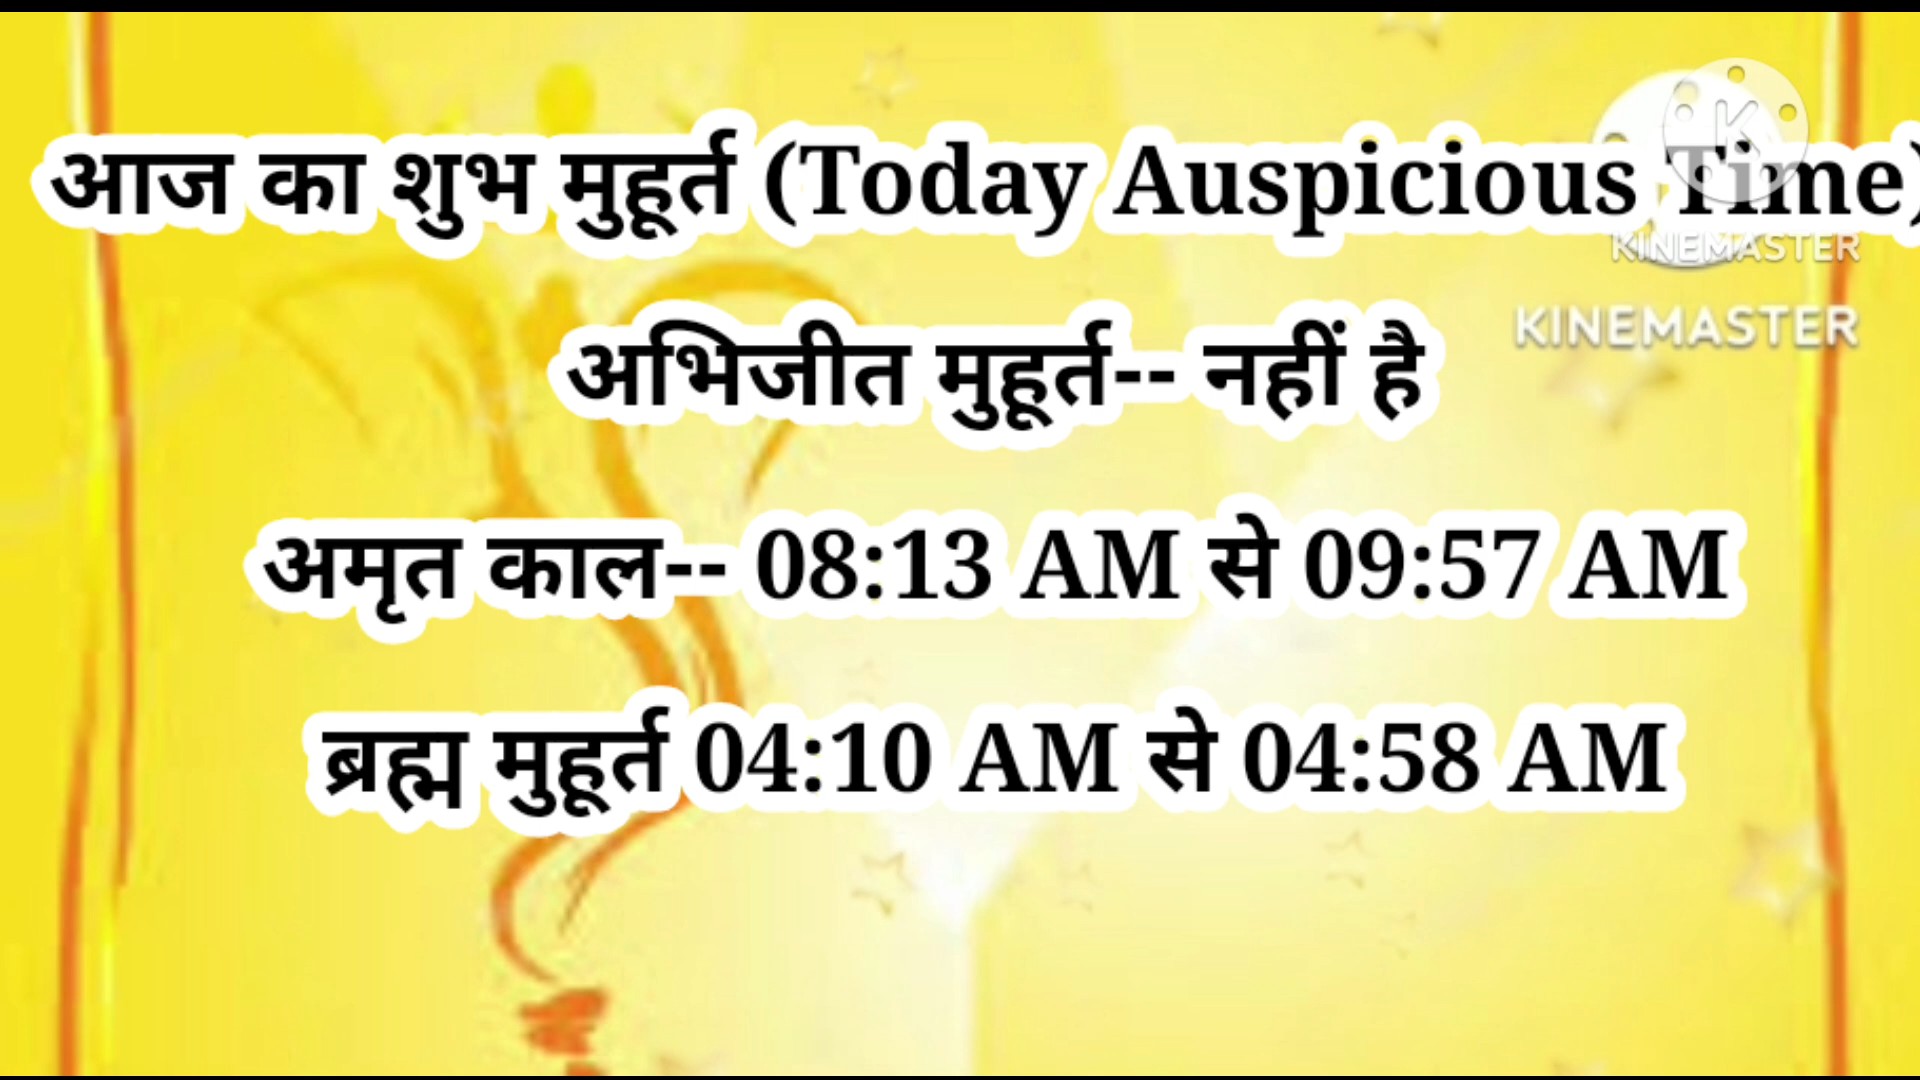 आज का शुभ मुहूर्त (Today Auspicious Time)
KINEMASTER
KINEMASTER
अभिजीत मुहूर्त-- नहीं है
अमृत काल-- 08:13 AM से 09:57 AM
ब्रह्म मुहूर्त 04:10 AM से 04:58 AM